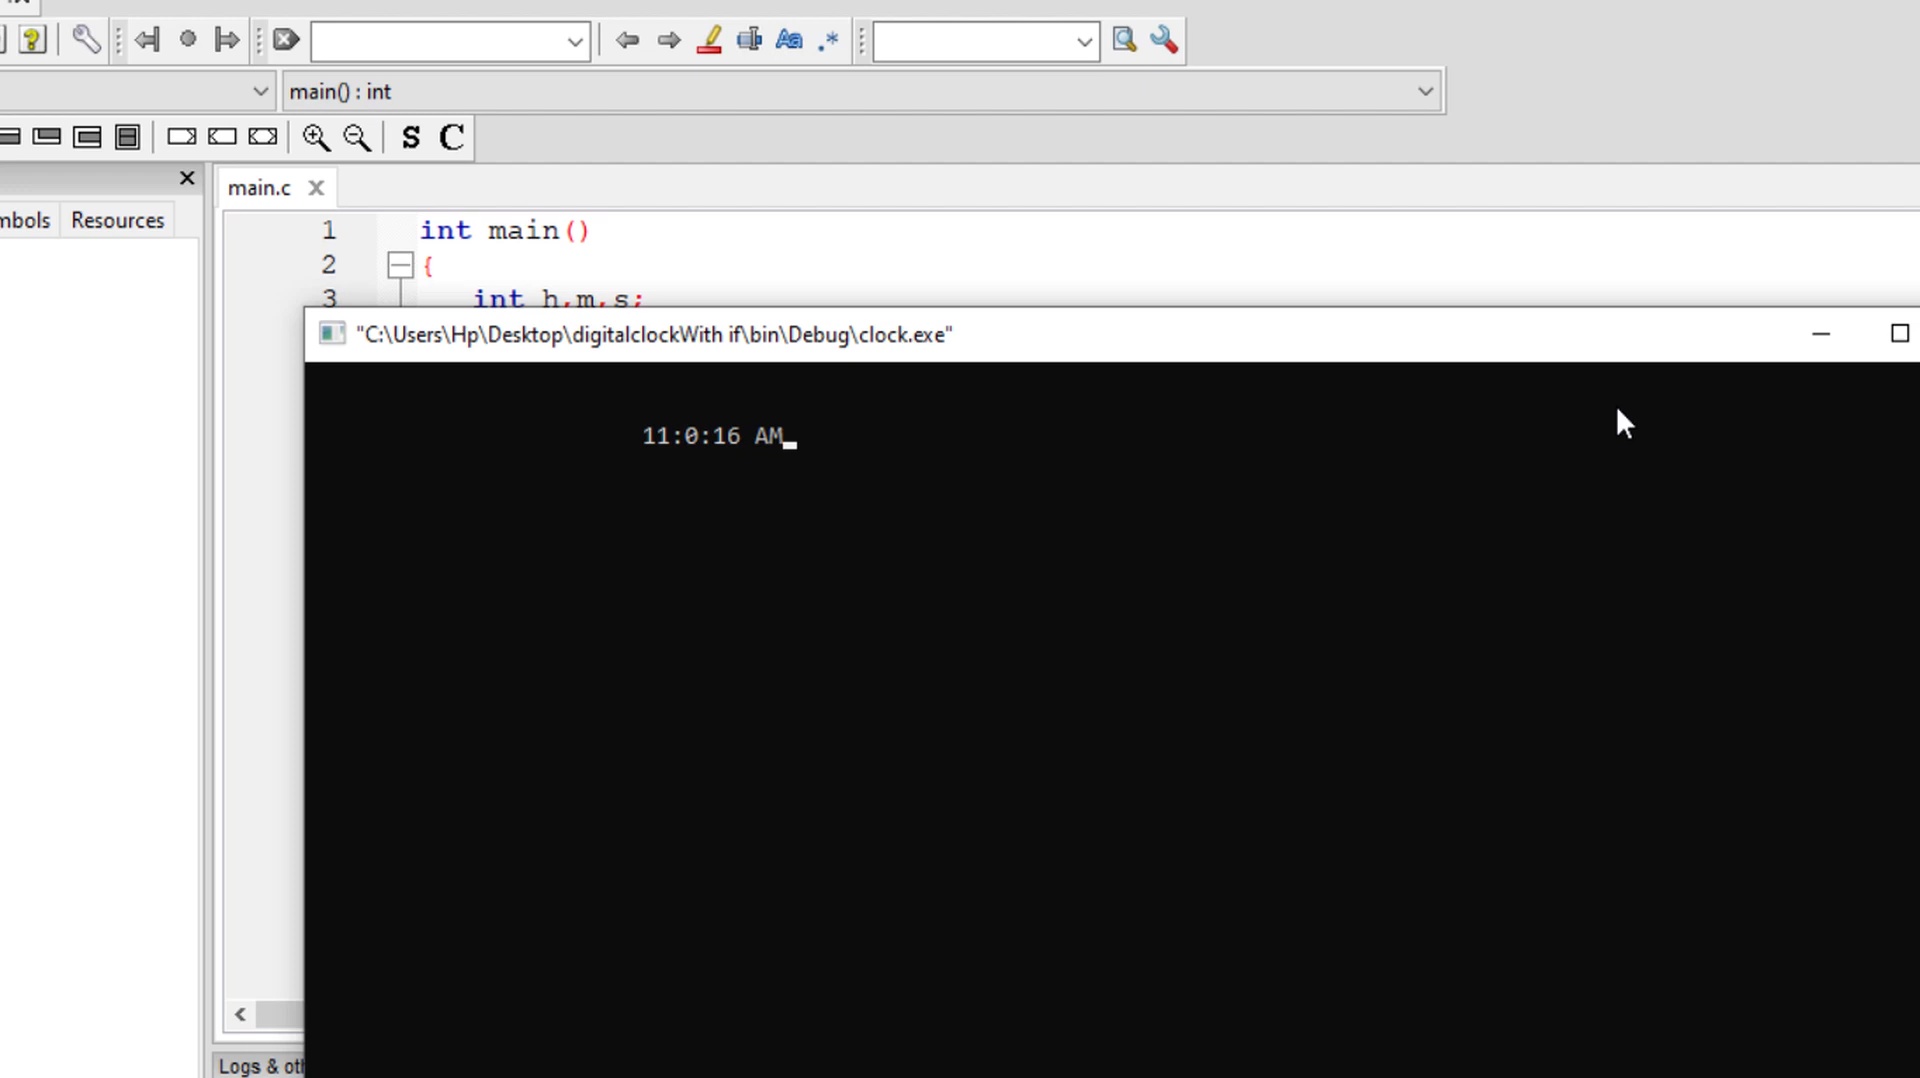 main() : int
S C
main.c
mbols Resources
1 int main()
2 {
3 int h,m,s;
"C:\Users\Hp\Desktop\digitalclockWith if\bin\Debug\clock.exe"
11:0:16 AM
Logs & oth